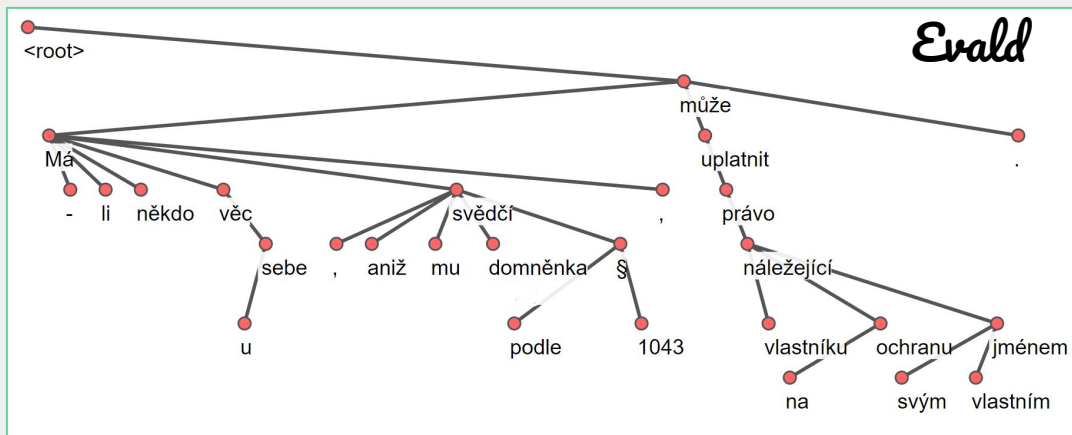 Evald
<root>
může
Má uplatnit .
- li někdo věc svědčí , právo
sebe , aniž mu domněnka § náležející
u podle 1043 vlastníku ochranu jménem
na svým vlastním